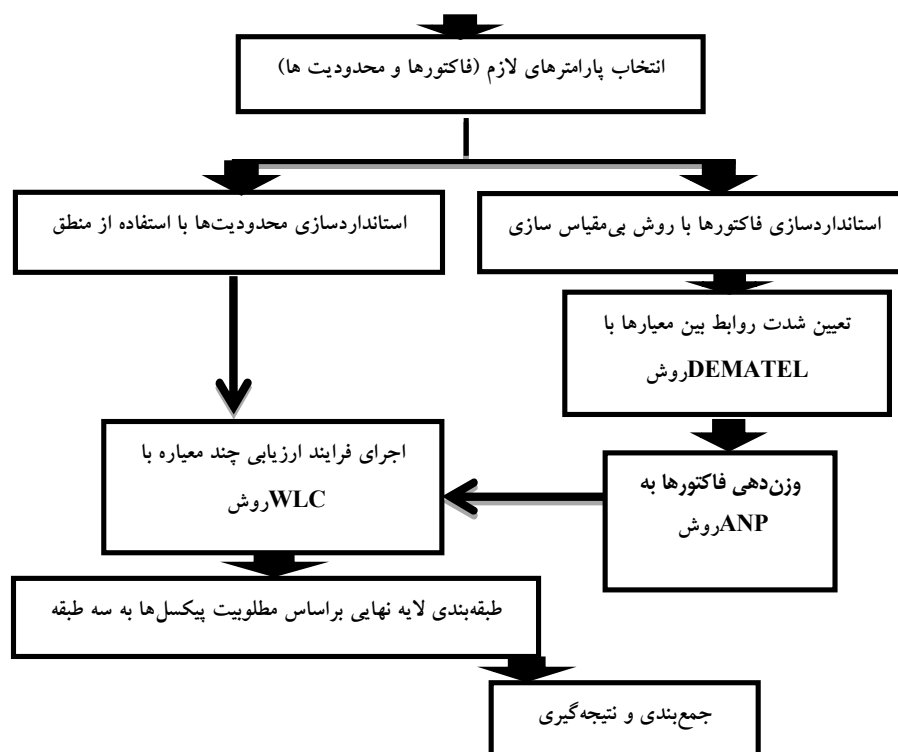 انتخاب پارامترهای لازم (فاکتورها و محدودیت ها)
استانداردسازی فاکتورها با روش بی‌مقیاس سازی
استانداردسازی محدودیت‌ها با استفاده از منطق
تعیین شدت روابط بین معیارها با
DEMATELروش
وزن‌دهی فاکتورها به
ANPروش
اجرای فرایند ارزیابی چند معیاره با
WLCروش
طبقه‌بندی لایه نهایی براساس مطلوبیت پیکسل‌ها به سه طبقه
جمع‌بندی و نتیجه‌گیری